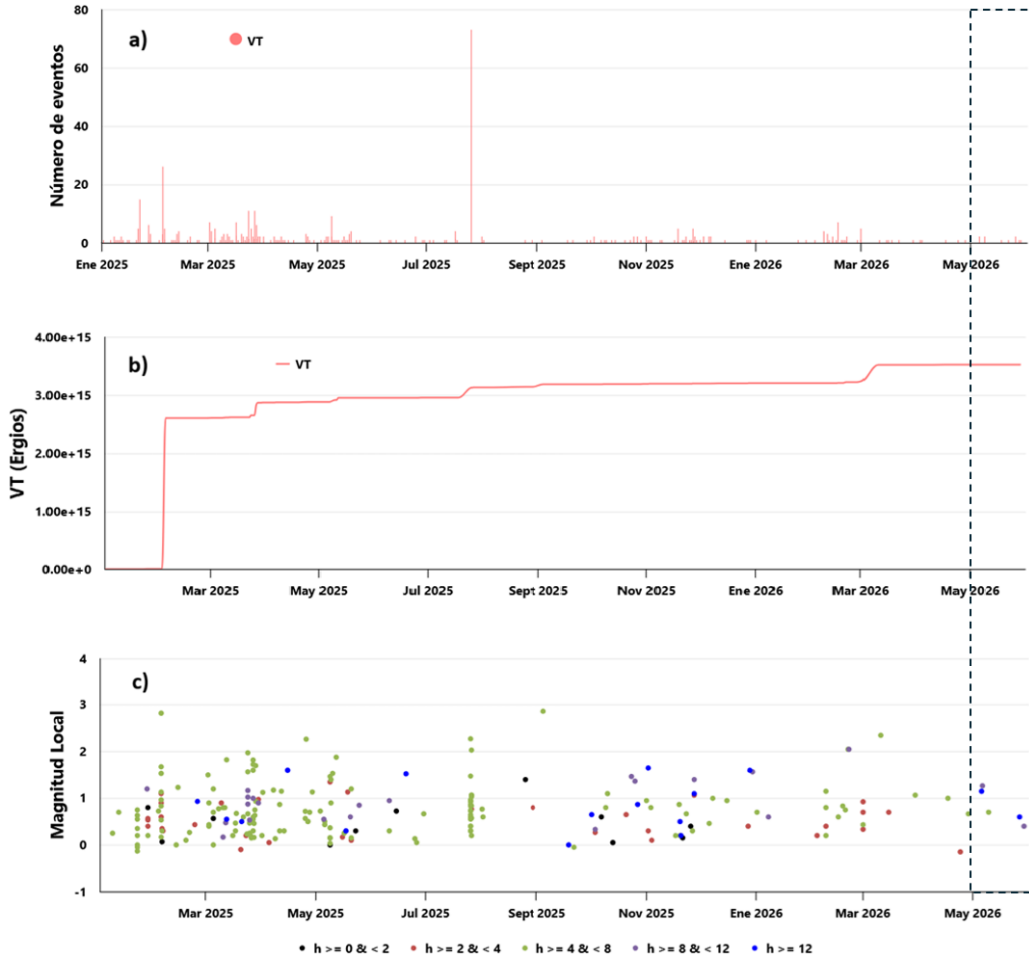 80
a)
VT
60
40
20
0
Número de eventos
Ene 2025 Mar 2025 May 2025 Jul 2025 Sept 2025 Nov 2025 Ene 2026 Mar 2026 May 2026
4.00e+15
b)
VT
3.00e+15
2.00e+15
1.00e+15
0.00e+0
VT (Ergios)
Mar 2025 May 2025 Jul 2025 Sept 2025 Nov 2025 Ene 2026 Mar 2026 May 2026
4
c)
3
2
1
0
-1
Magnitud Local
Mar 2025 May 2025 Jul 2025 Sept 2025 Nov 2025 Ene 2026 Mar 2026 May 2026
h >= 0 & < 2 h >= 2 & < 4 h >= 4 & < 8 h >= 8 & < 12 h >= 12